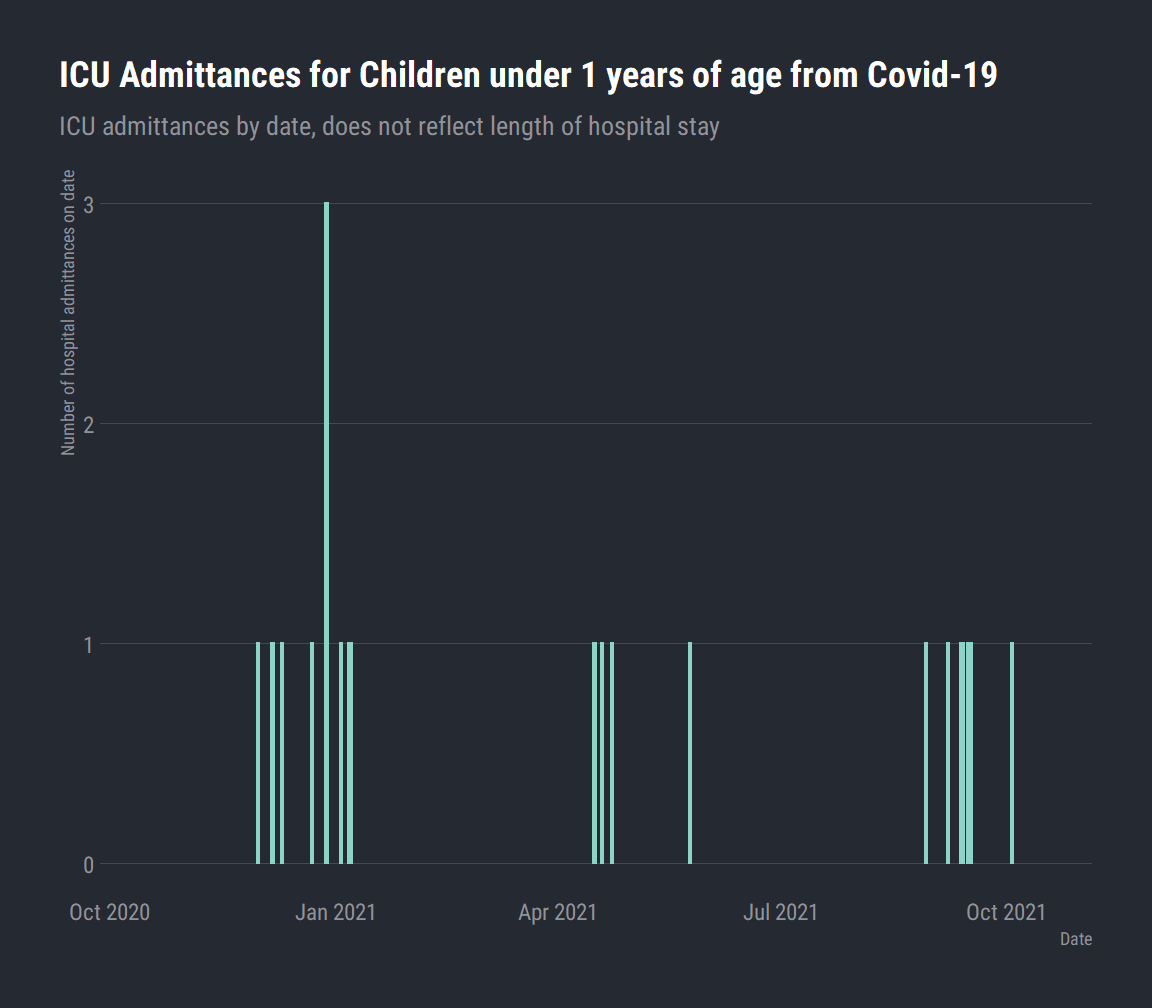 ICU Admittances for Children under 1 years of age from Covid-19
ICU admittances by date, does not reflect length of hospital stay
Number of hospital admittances on date
3
2
1
0
Oct 2020 Jan 2021 Apr 2021 Jul 2021 Oct 2021
Date